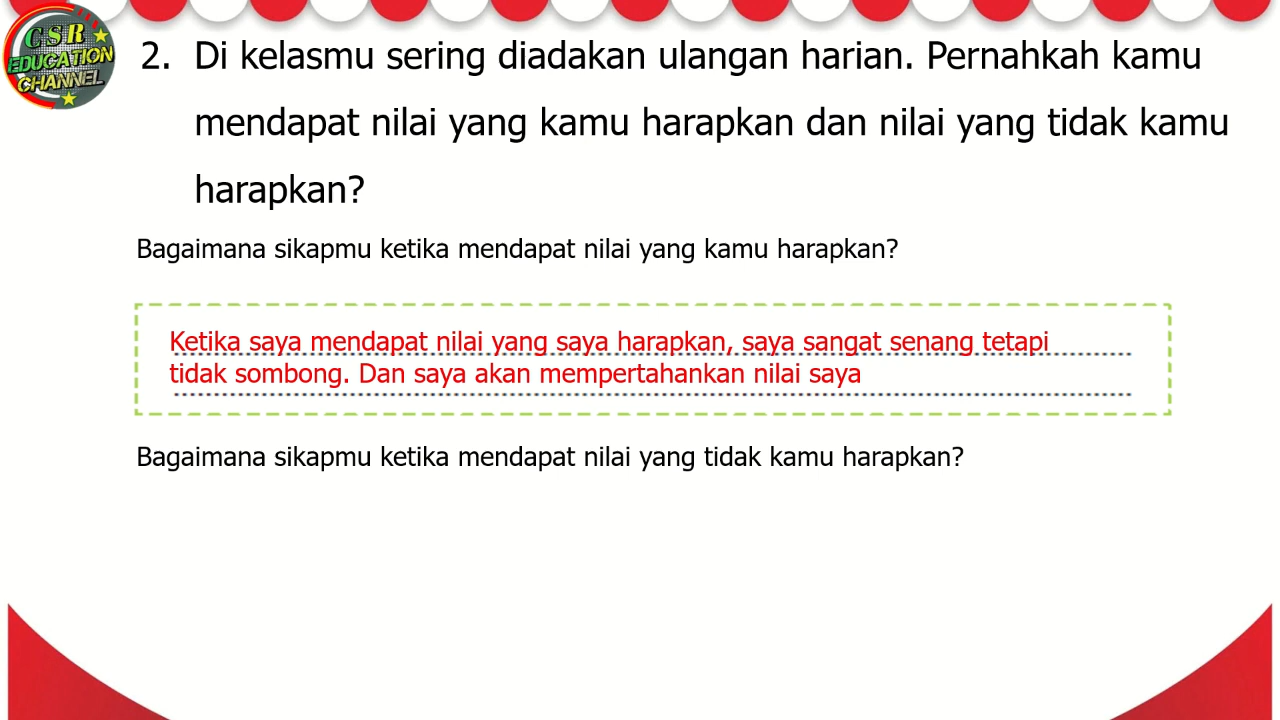 CSR
EDUCATION
CHANNEL
2. Di kelasmu sering diadakan ulangan harian. Pernahkah kamu
mendapat nilai yang kamu harapkan dan nilai yang tidak kamu
harapkan?
Bagaimana sikapmu ketika mendapat nilai yang kamu harapkan?
Ketika saya mendapat nilai yang saya harapkan, saya sangat senang tetapi
tidak sombong. Dan saya akan mempertahankan nilai saya
Bagaimana sikapmu ketika mendapat nilai yang tidak kamu harapkan?